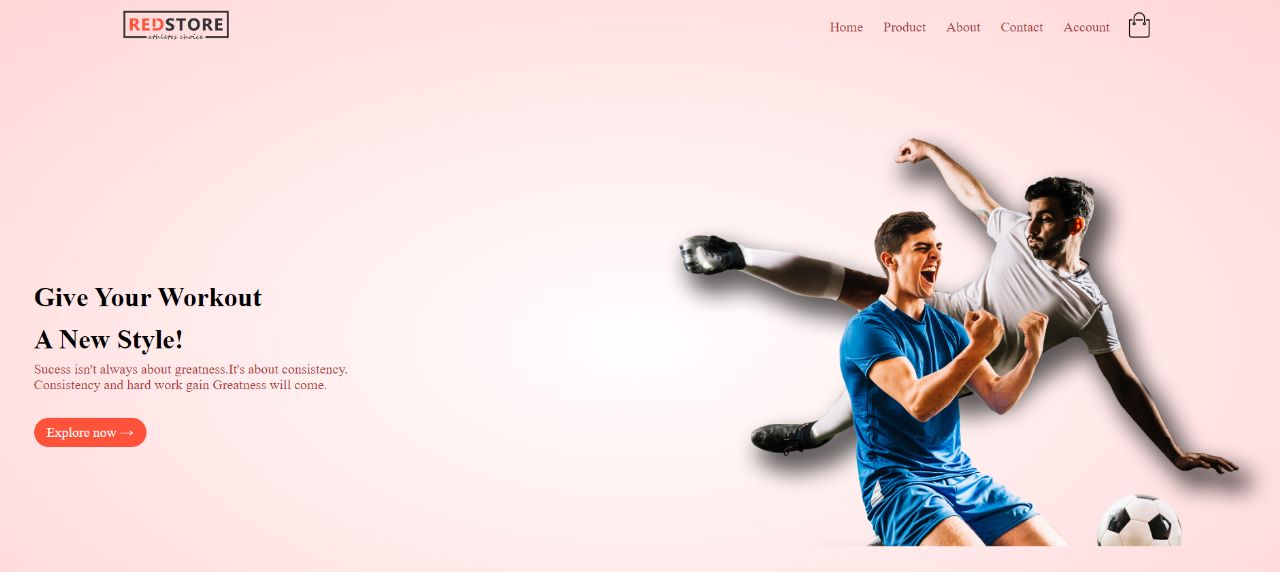 REDSTORE
athletes choice
Home Product About Contact Account
Give Your Workout
A New Style!
Sucess isn't always about greatness.It's about consistency.
Consistency and hard work gain Greatness will come.
Explore now →